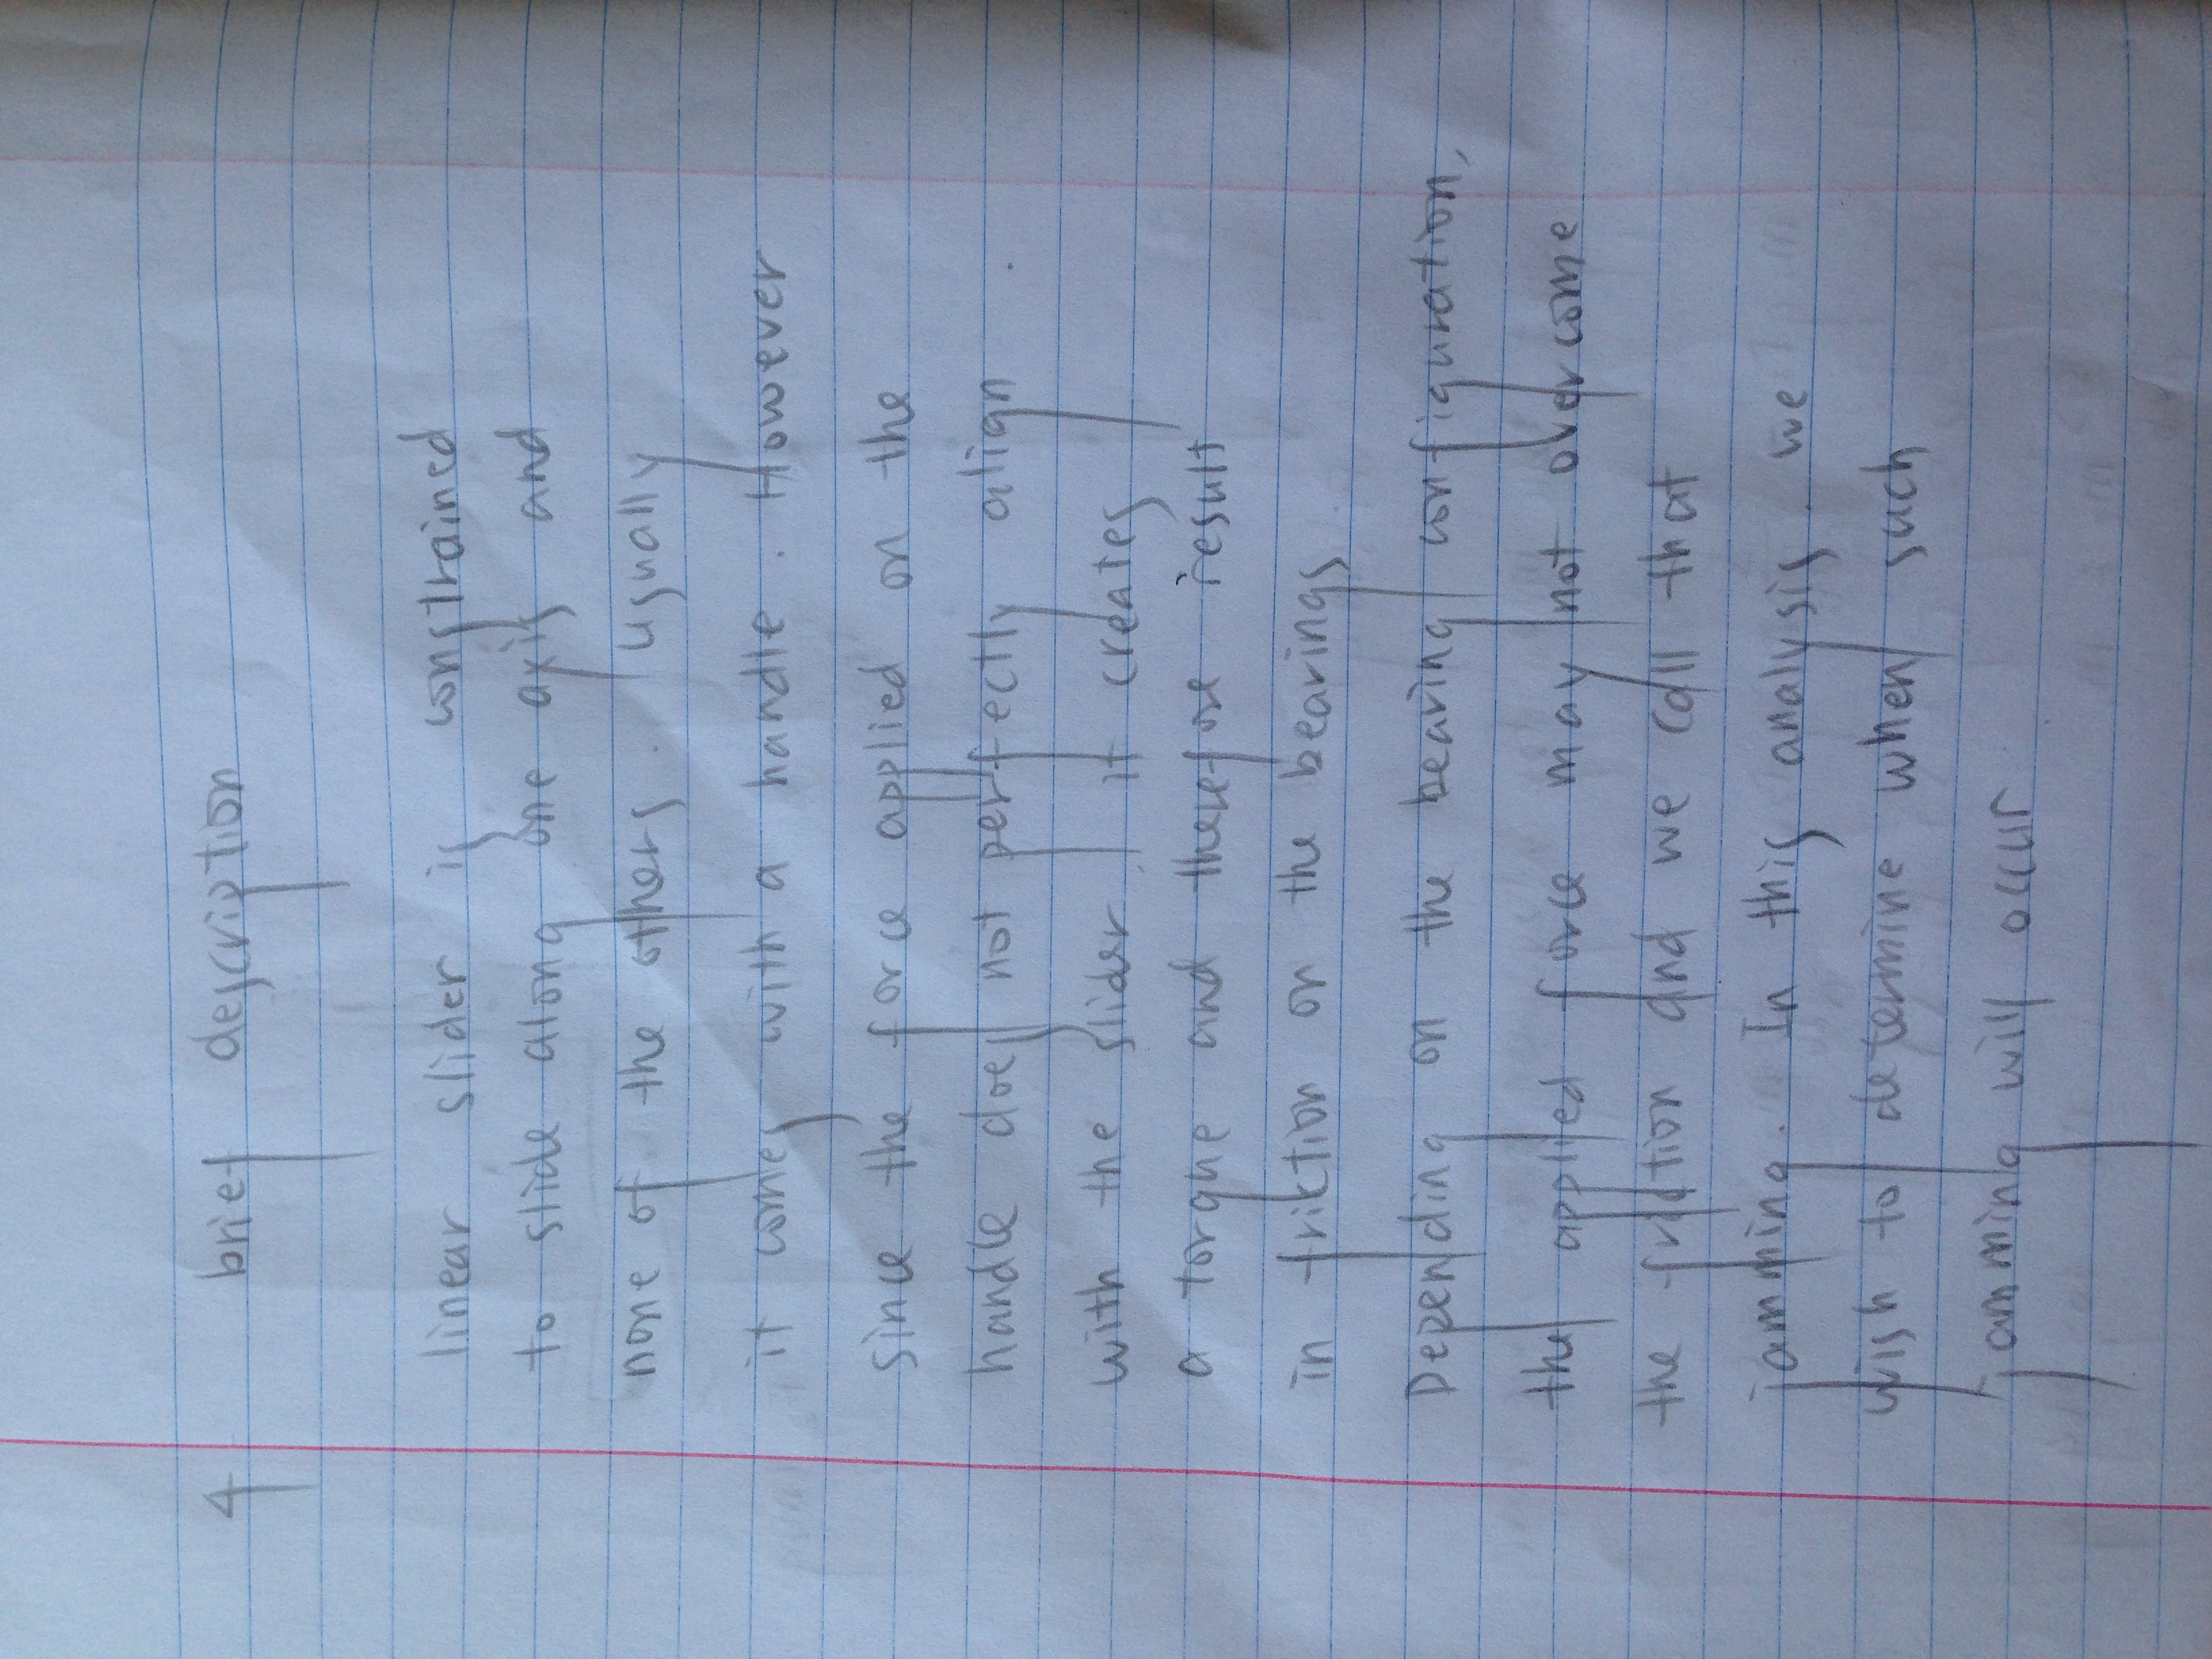 4 brief description
linear slider is constrained
to slide along one axis and
none of the others. usually
it comes with a handle. However
since the force applied on the
handle does not perfectly align
with the slider, it creates
a torque and therefore result
in friktion on the bearings
Depending on the bearing configuration,
the applied force may not overcome
the friction and we call that
jamming. In this analysis we
wish to determine when such
jamming will occur